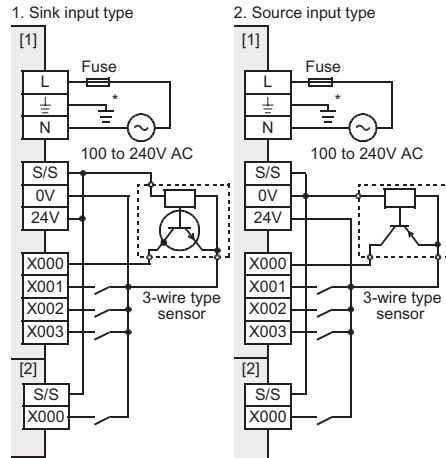 1. Sink input type
[1]
Fuse
L
*
N
100 to 240V AC
S/S
0V
24V
X000
X001
X002
X003
3-wire type
sensor
[2]
S/S
X000
2. Source input type
[1]
Fuse
L
*
N
100 to 240V AC
S/S
0V
24V
X000
X001
X002
X003
3-wire type
sensor
[2]
S/S
X000